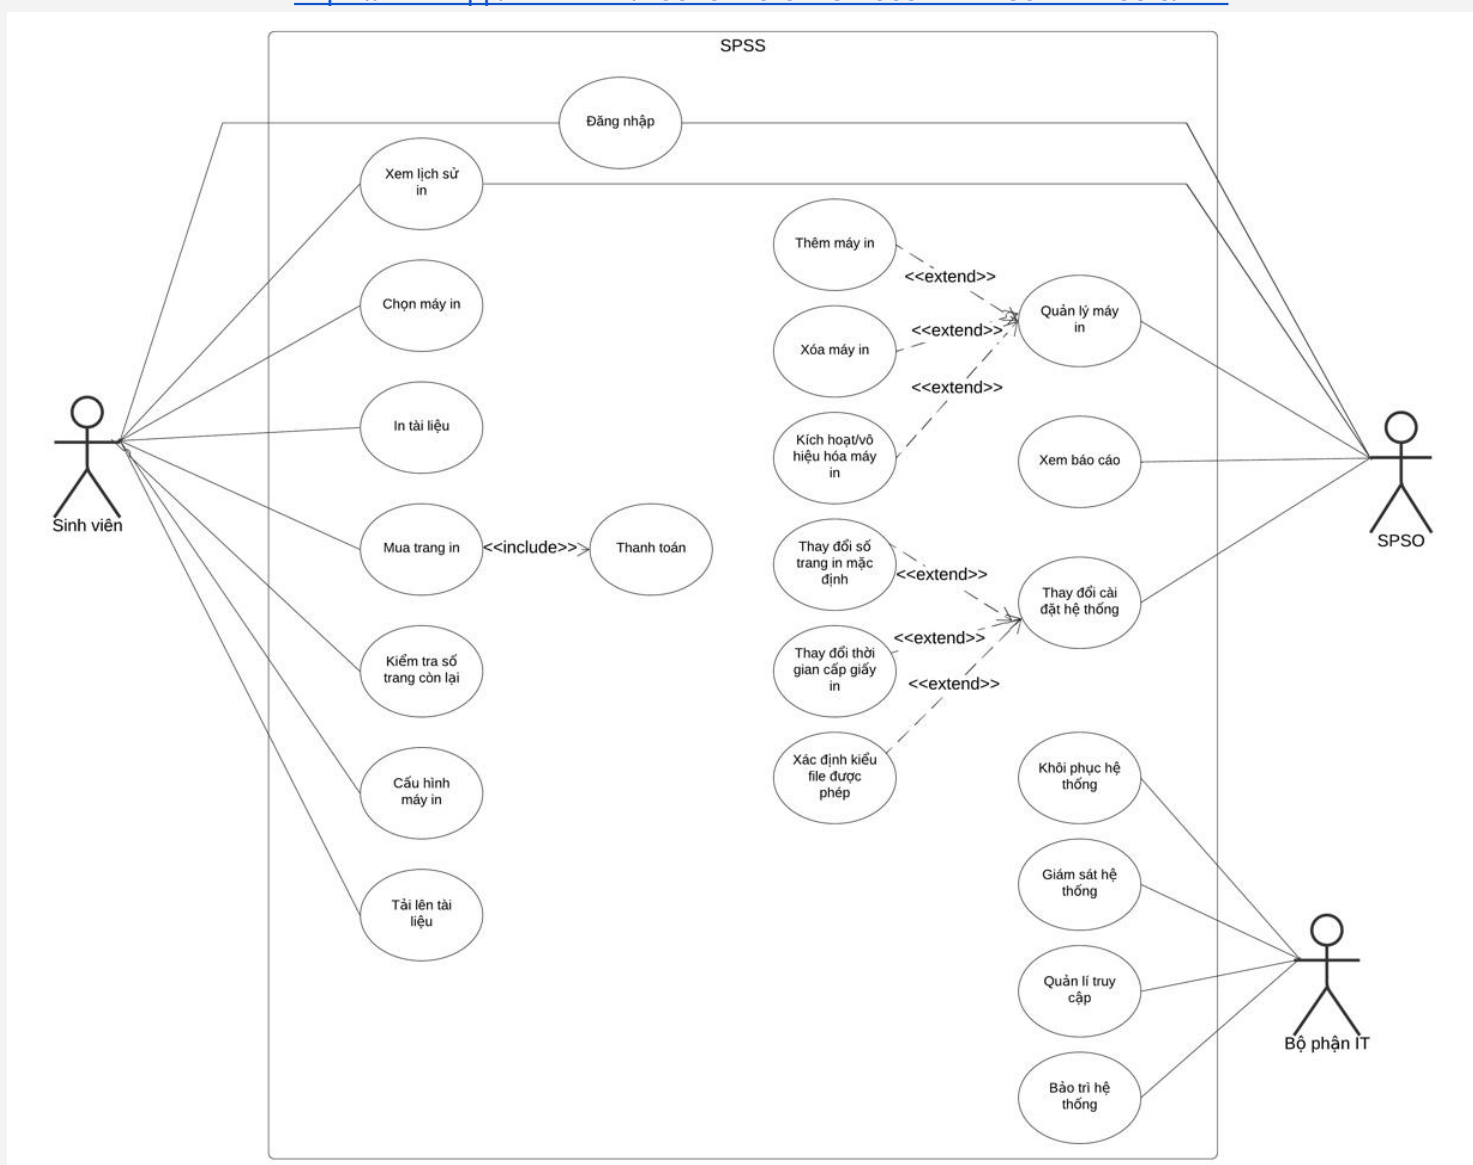 SPSS
Đăng nhập
Xem lịch sử
in
Chọn máy in
In tài liệu
Mua trang in
<<include>>
Thanh toán
Kiểm tra số
trang còn lại
Cấu hình
máy in
Tải lên tài
liệu
Sinh viên
Thêm máy in
<<extend>>
Xóa máy in
<<extend>>
Kích hoạt/vô
hiệu hóa máy
in
<<extend>>
Quản lý máy
in
Xem báo cáo
Thay đổi số
trang in mặc
định
<<extend>>
Thay đổi thời
gian cấp giấy
in
<<extend>>
Xác định kiểu
file được
phép
<<extend>>
Thay đổi cài
đặt hệ thống
SPSO
Khôi phục hệ
thống
Giám sát hệ
thống
Quản lí truy
cập
Bảo trì hệ
thống
Bộ phận IT